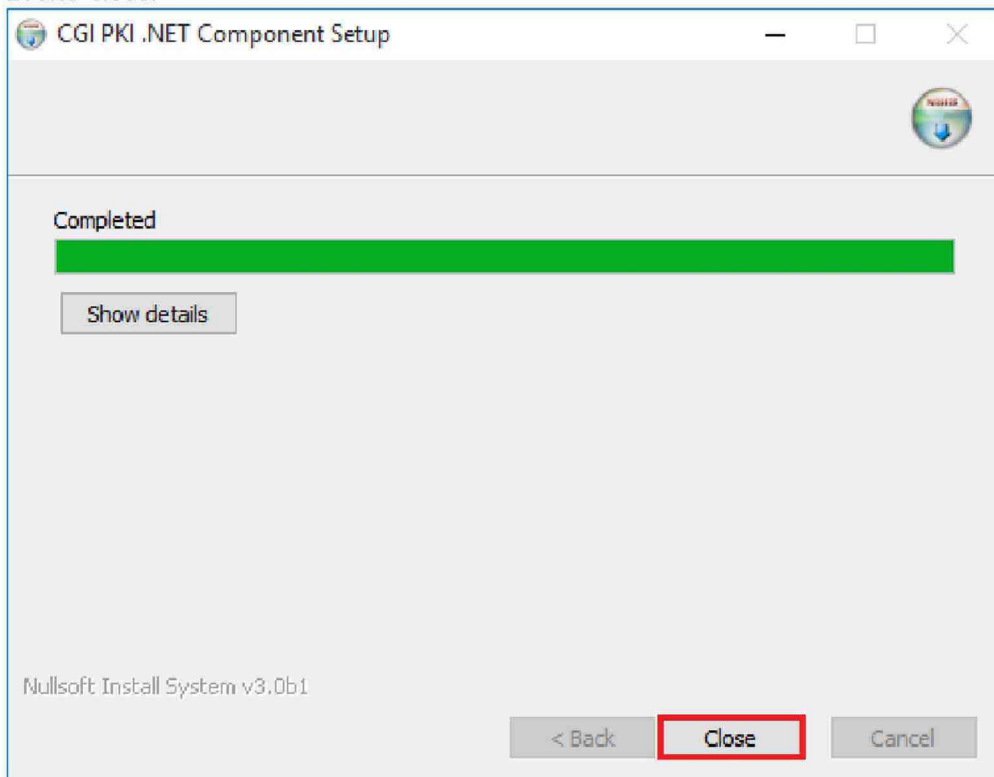 CGI PKI .NET Component Setup
Completed
Show details
Nullsoft Install System v3.0b1
< Back Close Cancel